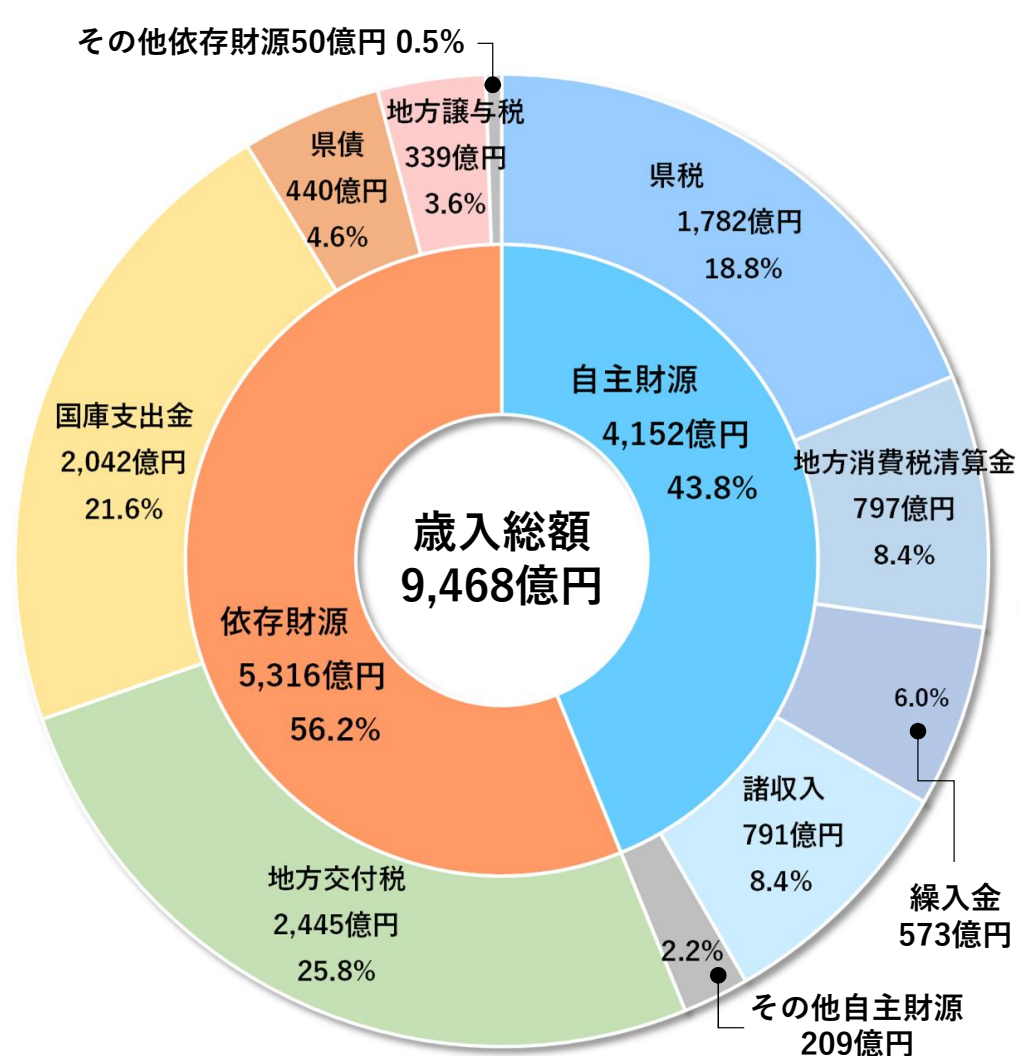 その他依存財源50億円 0.5%
地方譲与税
339億円
3.6%
県債
440億円
4.6%
県税
1,782億円
18.8%
自主財源
4,152億円
43.8%
国庫支出金
2,042億円
21.6%
地方消費税清算金
797億円
8.4%
歳入総額
9,468億円
依存財源
5,316億円
56.2%
6.0%
繰入金
573億円
諸収入
791億円
8.4%
地方交付税
2,445億円
25.8%
2.2%
その他自主財源
209億円